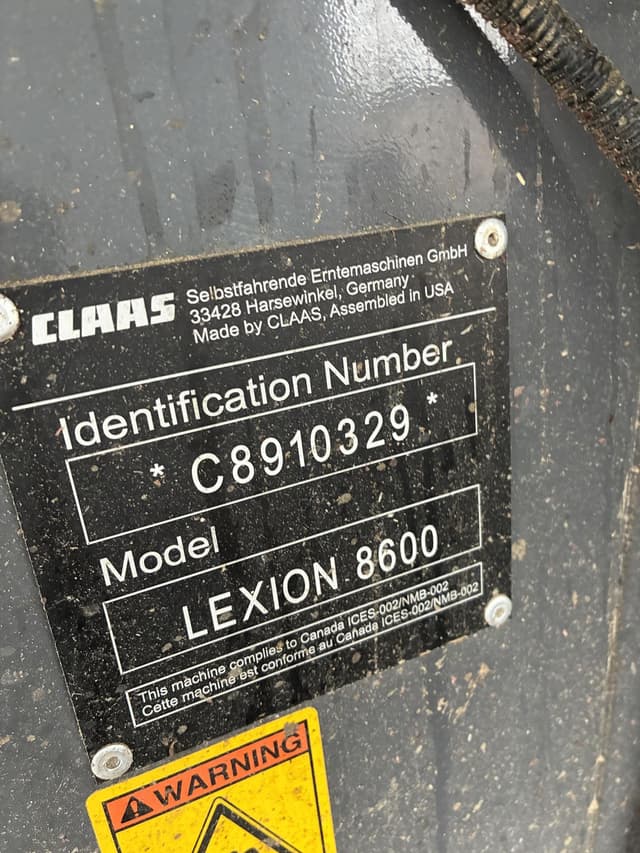 CLAAS
Selbstfahrende Erntemaschinen GmbH
33428 Harsewinkel, Germany
Made by CLAAS, Assembled in USA
Identification Number
* C8910329 *
Model
LEXION 8600
This machine complies to Canada ICES-002/NMB-002
Cette machine est conforme au Canada ICES-002/NMB-002
WARNING